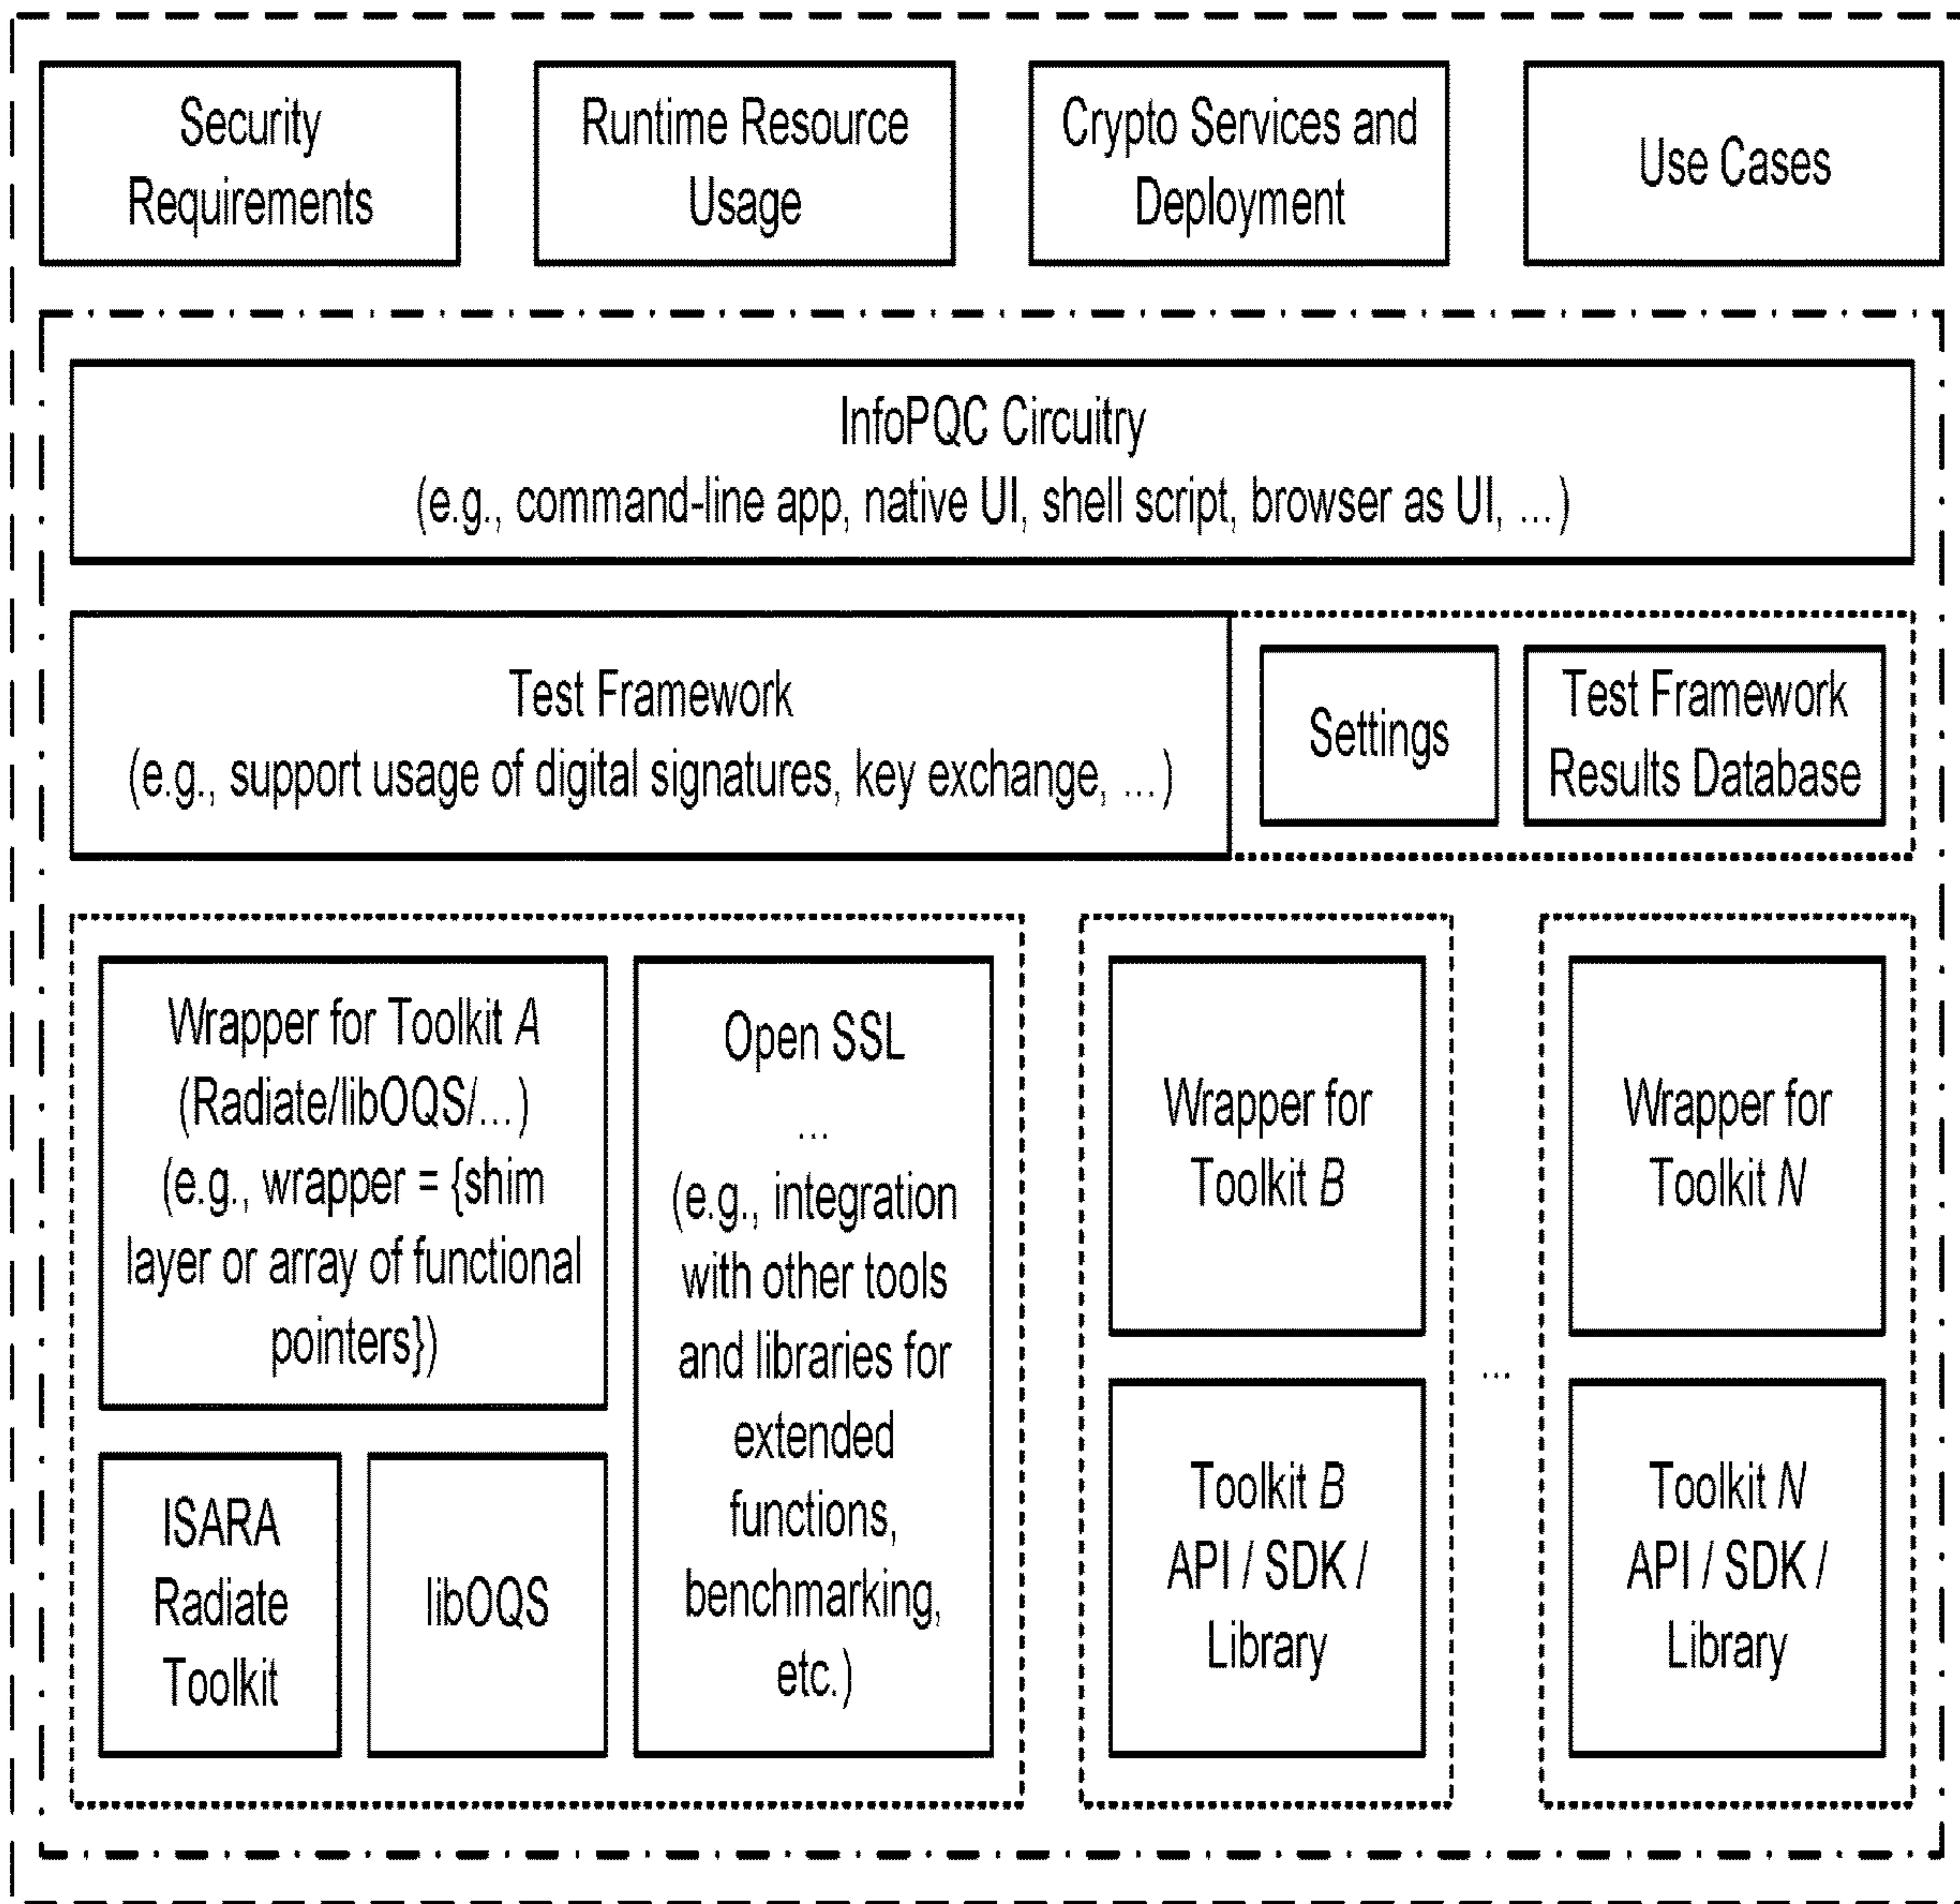 Security
Requirements
Runtime Resource
Usage
Crypto Services and
Deployment
Use Cases
InfoPQC Circuitry
(e.g., command-line app, native UI, shell script, browser as UI, ...)
Test Framework
(e.g., support usage of digital signatures, key exchange, ...)
Settings
Test Framework
Results Database
Wrapper for Toolkit A
(Radiate/libOQS/...)
(e.g., wrapper = {shim
layer or array of functional
pointers})
ISARA
Radiate
Toolkit
libOQS
Open SSL
...
(e.g., integration
with other tools
and libraries for
extended
functions,
benchmarking,
etc.)
Wrapper for
Toolkit B
Toolkit B
API / SDK /
Library
...
Wrapper for
Toolkit N
Toolkit N
API / SDK /
Library